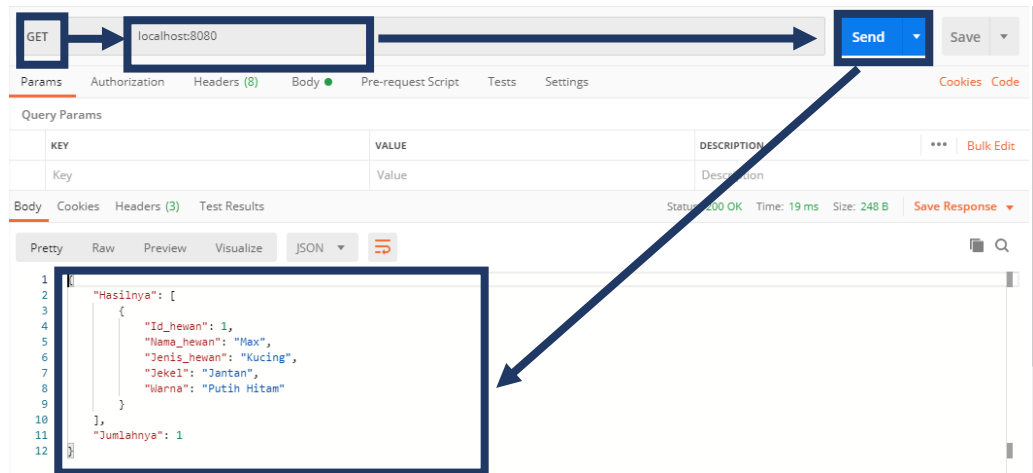 GET localhost:8080 Send Save
Params Authorization Headers (8) Body Pre-request Script Tests Settings Cookies Code
Query Params
KEY VALUE DESCRIPTION ••• Bulk Edit
Key Value Description
Body Cookies Headers (3) Test Results Status: 200 OK Time: 19 ms Size: 248 B Save Response
Pretty Raw Preview Visualize JSON
1 {
2 "Hasilnya": [
3 {
4 "Id_hewan": 1,
5 "Nama_hewan": "Max",
6 "Jenis_hewan": "Kucing",
7 "Jekel": "Jantan",
8 "Warna": "Putih Hitam"
9 }
10 ],
11 "Jumlahnya": 1
12 }